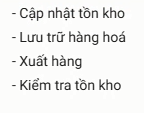 - Cập nhật tồn kho
- Lưu trữ hàng hoá
- Xuất hàng
- Kiểm tra tồn kho